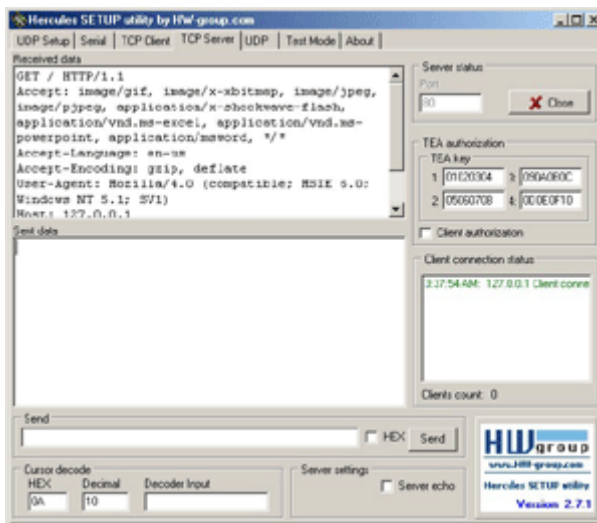 Hercules SETUP utility by HW-group.com
UDP Setup Serial TCP Client TCP Server UDP Test Mode About
Received data
GET / HTTP/1.1
Accept: image/gif, image/x-xbitmap, image/jpeg,
image/pjpeg, application/x-shockwave-flash,
application/vnd.ms-excel, application/vnd.ms-
powerpoint, application/msword, */*
Accept-Language: en-us
Accept-Encoding: gzip, deflate
User-Agent: Mozilla/4.0 (compatible; MSIE 6.0;
Windows NT 5.1; SV1)
Host: 127.0.0.1
Sent data
Server status
Port
80
Close
TEA authorization
TEA key
1 01020304 3: 090A0B0C
2 05060708 4: 0D0E0F10
Client authorization
Client connection status
3:37:54 AM: 127.0.0.1 Client conne
Clients count: 0
Send
HEX Send
Cursor decode
HEX Decimal Decoder Input
0A 10
Server settings
Server echo
HW group
www.HW-group.com
Hercules SETUP utility
Version 2.7.1